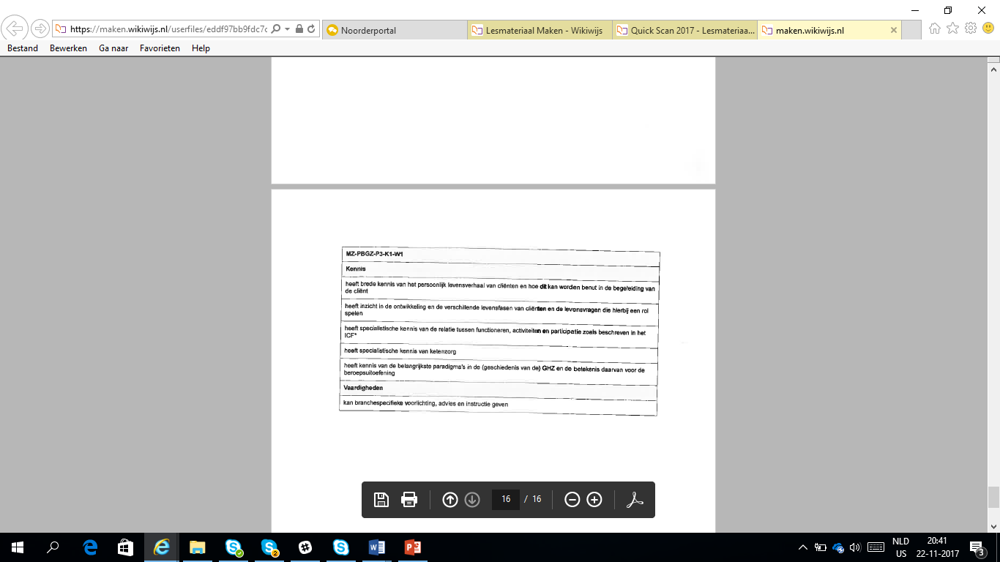 https://maken.wikiwijs.nl/userfiles/eddf97bb9fdc7c
Noorderportal
Lesmateriaal Maken - Wikiwijs
Quick Scan 2017 - Lesmateriaa...
maken.wikiwijs.nl
Bestand Bewerken Ga naar Favorieten Help
MZ-PBGZ-P3-K1-W1
Kennis
heeft brede kennis van het persoonlijk levensverhaal van cliënten en hoe dit kan worden benut in de begeleiding van
de cliënt
heeft inzicht in de ontwikkeling en de verschillende levensfasen van cliënten en de levensvragen die hierbij een rol
spelen
heeft specialistische kennis van de relatie tussen functioneren, activiteiten en participatie zoals beschreven in het
ICF*
heeft specialistische kennis van ketenzorg
heeft kennis van de belangrijkste paradigma's in de (geschiedenis van de) GHZ en de betekenis daarvan voor de
beroepsuitoefening
Vaardigheden
kan branchespecifieke voorlichting, advies en instructie geven
16 / 16
2
NLD
US
20:41
22-11-2017
3